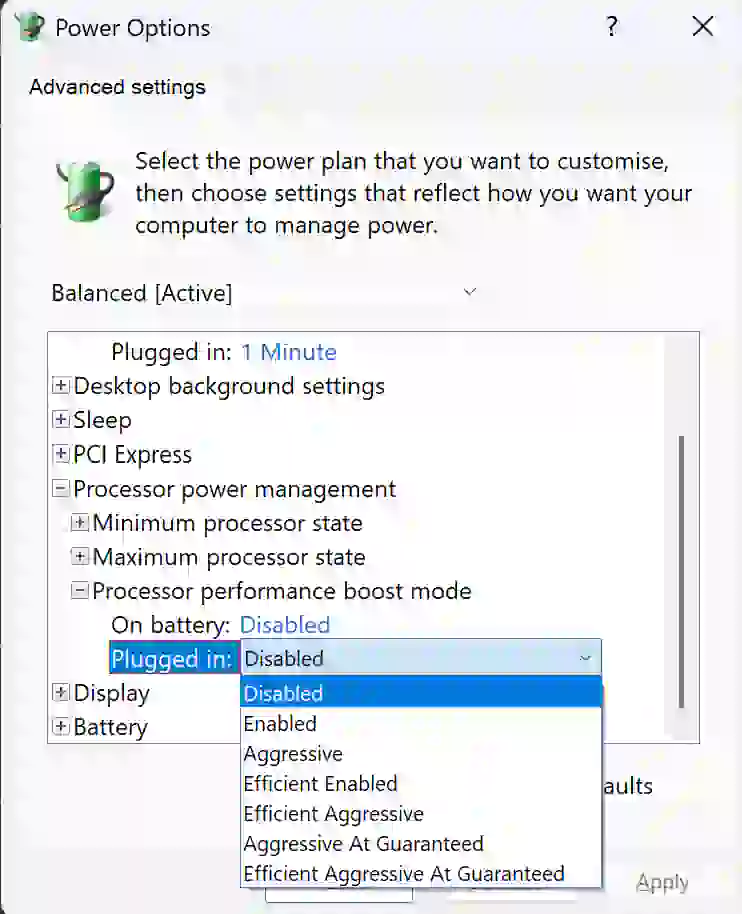 Power Options
?
Advanced settings
Select the power plan that you want to customise,
then choose settings that reflect how you want your
computer to manage power.
Balanced [Active]
Plugged in: 1 Minute
Desktop background settings
Sleep
PCI Express
Processor power management
Minimum processor state
Maximum processor state
Processor performance boost mode
On battery: Disabled
Plugged in: Disabled
Display
Disabled
Battery
Enabled
Aggressive
Efficient Enabled
aults
Efficient Aggressive
Aggressive At Guaranteed
Efficient Aggressive At Guaranteed
Apply